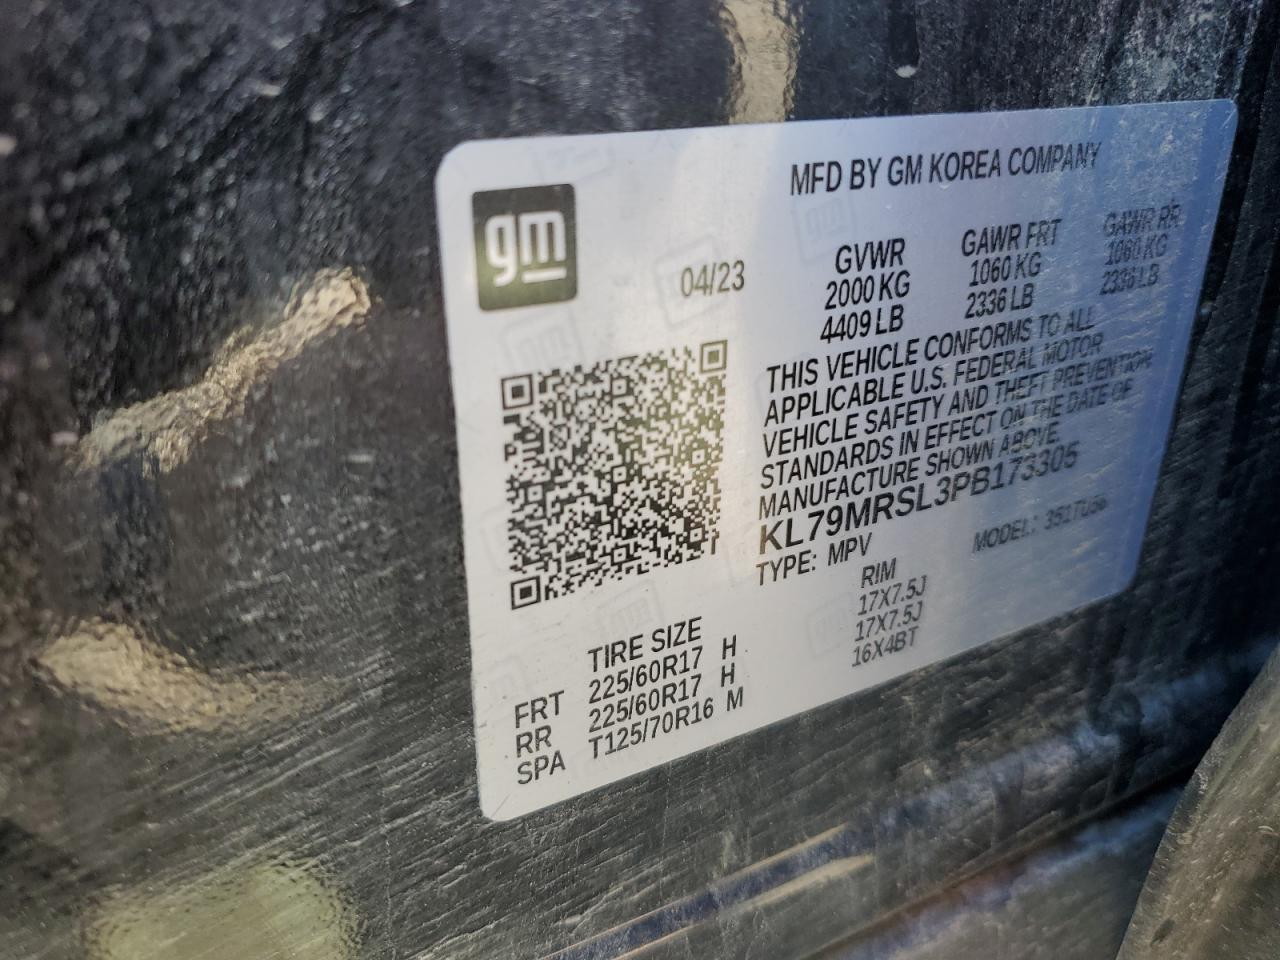 gm
MFD BY GM KOREA COMPANY
04/23
GVWR GAWR FRT GAWR RR
2000 KG 1060 KG 1060 KG
4409 LB 2336 LB 2336 LB
THIS VEHICLE CONFORMS TO ALL
APPLICABLE U.S. FEDERAL MOTOR
VEHICLE SAFETY AND THEFT PREVENTION
STANDARDS IN EFFECT ON THE DATE OF
MANUFACTURE SHOWN ABOVE.
KL79MRSL3PB173305
TYPE: MPV MODEL: 
TIRE SIZE RIM
FRT 225/60R17 H 17X7.5J
RR 225/60R17 H 17X7.5J
SPA T125/70R16 M 16X4BT